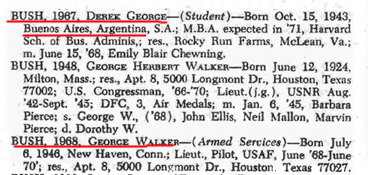 BUSH, 1967, DEREK GEORGE—(Student)—Born Oct. 15, 1943,
Buenos Aires, Argentina, S.A.; M.B.A. expected in '71, Harvard
Sch. of Bus. Adminis,; res., Rocky Run Farms, McLean, Va.;
m. June 15, '68, Emily Blair Chewning.
BUSH, 1948, GEORGE HERBERT WALKER—Born June 12, 1924,
Milton, Mass.; res., Apt. 8, 5000 Longmont Dr., Houston, Texas
77002; U.S. Congressman, '66-'70; Lieut.(j.g.), USNR Aug.
'42-Sept. '45; DFC, 3, Air Medals; m. Jan. 6, '45, Barbara
Pierce; s. George W., ('68), John Ellis, Neil Mallon, Marvin
Pierce; d. Dorothy W.
BUSH, 1968, GEORGE WALKER—(Armed Services)—Born July
6, 1946, New Haven, Conn.; Lieut., Pilot, USAF, June '68-June
70'; res., Apt. 8, 5000 Longmont Dr., Houston, Texas 77027.